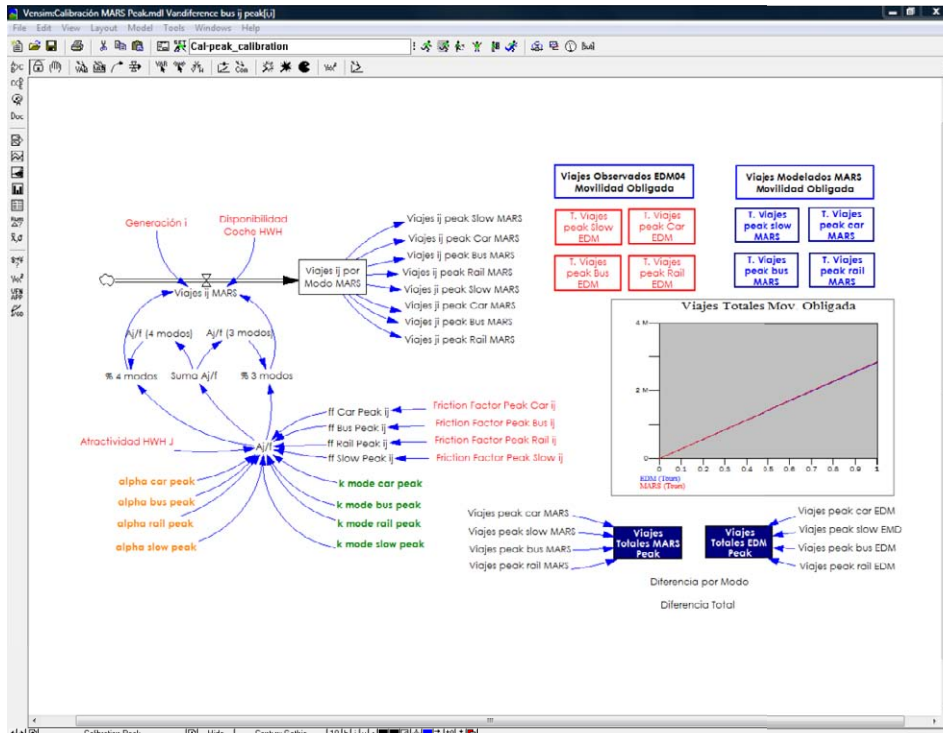 Vensim:Calibración MARS Peak.mdl Var:diference bus ij peak[i,j]
File Edit View Layout Model Tools Windows Help
Cal-peak_calibration
Doc
Viajes Observados EDM04
Movilidad Obligada
Viajes Modelados MARS
Movilidad Obligada
T. Viajes
peak Slow
EDM
T. Viajes
peak Car
EDM
T. Viajes
peak slow
MARS
T. Viajes
peak car
MARS
T. Viajes
peak Bus
EDM
T. Viajes
peak Rail
EDM
T. Viajes
peak bus
MARS
T. Viajes
peak rail
MARS
Generación i
Disponibilidad
Coche HWH
Viajes ij MARS
Viajes ij por
Modo MARS
Viajes ij peak Slow MARS
Viajes ij peak Car MARS
Viajes ij peak Bus MARS
Viajes ij peak Rail MARS
Viajes ji peak Slow MARS
Viajes ji peak Car MARS
Viajes ji peak Bus MARS
Viajes ji peak Rail MARS
Aj/f (4 modos)
Aj/f (3 modos)
% 4 modos
Suma Aj/f
% 3 modos
Viajes Totales Mov. Obligada
4 M
2 M
0
0 0.1 0.2 0.3 0.4 0.5 0.6 0.7 0.8 0.9 1
EDM (Tours)
MARS (Tours)
ff Car Peak ij
ff Bus Peak ij
ff Rail Peak ij
ff Slow Peak ij
Friction Factor Peak Car ij
Friction Factor Peak Bus ij
Friction Factor Peak Rail ij
Friction Factor Peak Slow ij
Atractividad HWH J
Aj/f
alpha car peak
alpha bus peak
alpha rail peak
alpha slow peak
k mode car peak
k mode bus peak
k mode rail peak
k mode slow peak
Viajes peak car MARS
Viajes peak slow MARS
Viajes peak bus MARS
Viajes peak rail MARS
Viajes
Totales MARS
Peak
Viajes
Totales EDM
Peak
Viajes peak car EDM
Viajes peak slow EMD
Viajes peak bus EDM
Viajes peak rail EDM
Diferencia por Modo
Diferencia Total